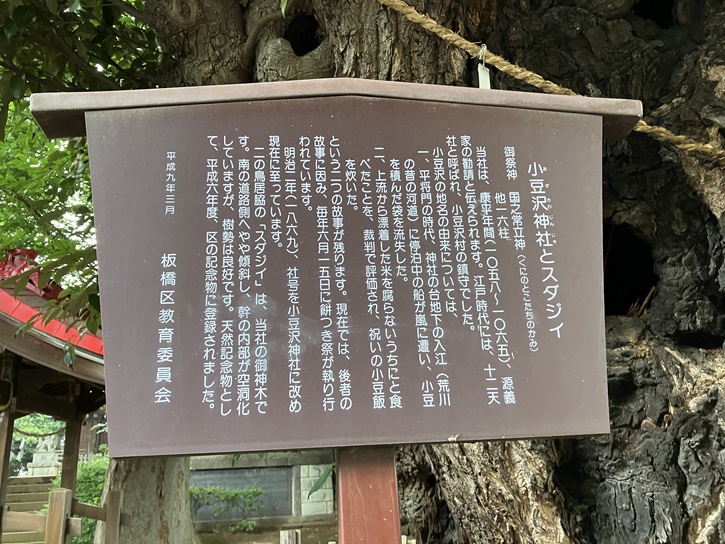 小豆沢神社とスダジイ
御祭神 国之常立神(くにのとこたちのかみ)
他一六柱
当社は、康平年間(一〇五八~一〇六五)、源義
家の勧請と伝えられます。江戸時代には、十二天
社と呼ばれ、小豆沢村の鎮守でした。
小豆沢の地名の由来については、
一、平将門の時代、神社の台地下の入江(荒川
の昔の河道)に停泊中の船が嵐に遭い、小豆
を積んだ袋を流失した。
二、上流から漂着した米を腐らないうちにと食
べたことを、裁判で評価され、祝いの小豆飯
を炊いた。
という二つの故事が残ります。現在では、後者の
故事に因み、毎年六月一五日に餅つき祭が執り行
われています。
明治二年(一八六九)、社号を小豆沢神社に改め
現在に至っています。
二の鳥居脇の「スダジイ」は、当社の御神木で
す。南の道路側へやや傾斜し、幹の内部が空洞化
していますが、樹勢は良好です。天然記念物とし
て、平成六年度、区の記念物に登録されました。
平成九年三月
板橋区教育委員会